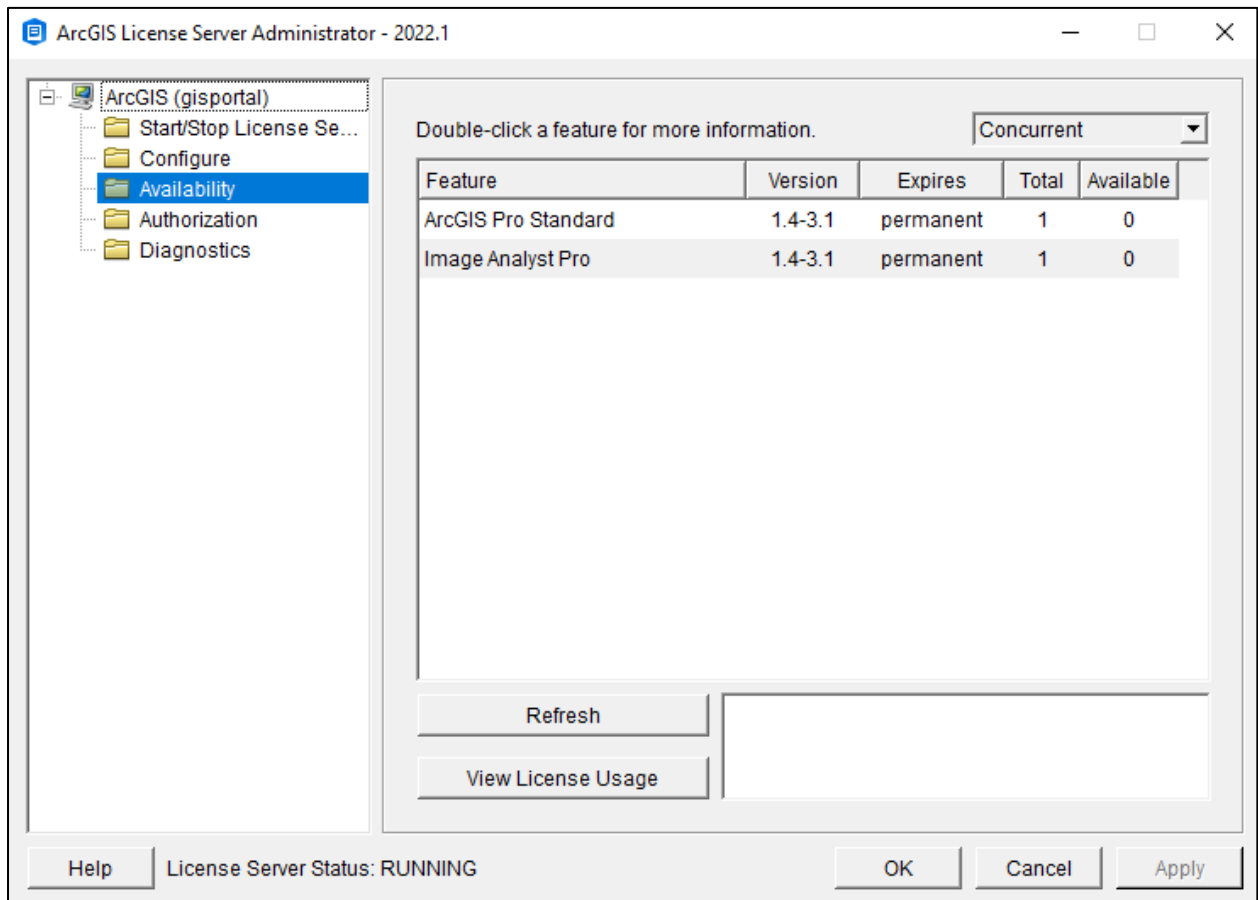 ArcGIS License Server Administrator - 2022.1
ArcGIS (gisportal)
Start/Stop License Se...
Configure
Availability
Authorization
Diagnostics
Double-click a feature for more information.
Concurrent
Feature Version Expires Total Available
ArcGIS Pro Standard 1.4-3.1 permanent 1 0
Image Analyst Pro 1.4-3.1 permanent 1 0
Refresh
View License Usage
Help License Server Status: RUNNING OK Cancel Apply